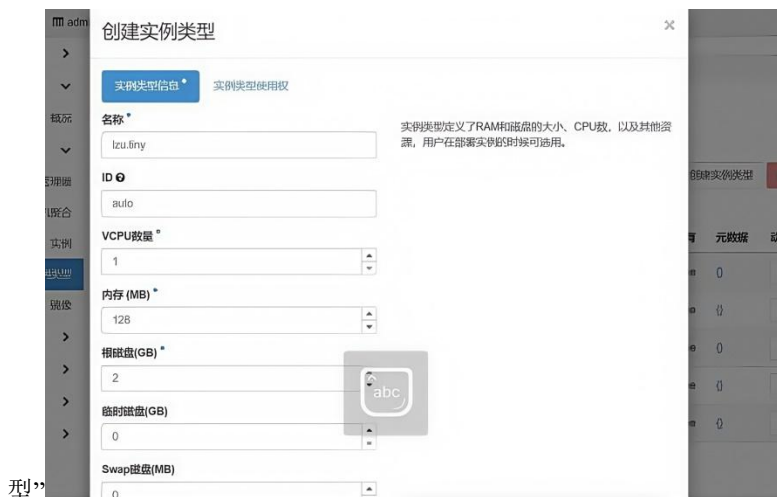 adm
创建实例类型
×
实例类型信息 *
实例类型使用权
名称 *
lzu.tiny
实例类型定义了RAM和磁盘的大小、CPU数，以及其他资
源，用户在部署实例的时候可选用。
ID
auto
VCPU数量 *
1
内存 (MB) *
128
根磁盘(GB) *
2
临时磁盘(GB)
0
Swap磁盘(MB)
0
概况
实例
镜像
创建实例类型
元数据
动
{}
{}
{}
{}
{}
abc
型”